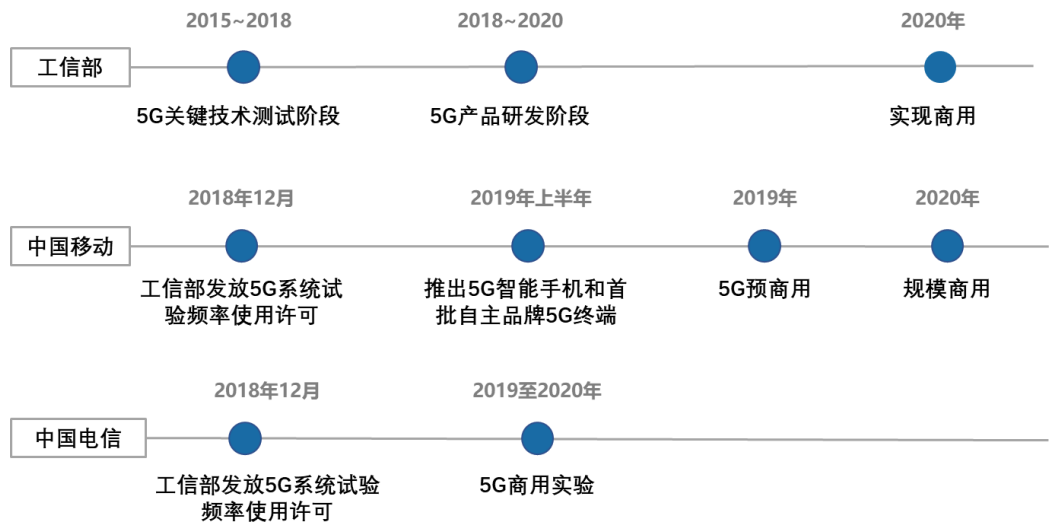 2015~2018
2018~2020
2020年
工信部
5G关键技术测试阶段
5G产品研发阶段
实现商用
2018年12月
2019年上半年
2019年
2020年
中国移动
工信部发放5G系统试
验频率使用许可
推出5G智能手机和首
批自主品牌5G终端
5G预商用
规模商用
2018年12月
2019至2020年
中国电信
工信部发放5G系统试验
频率使用许可
5G商用实验